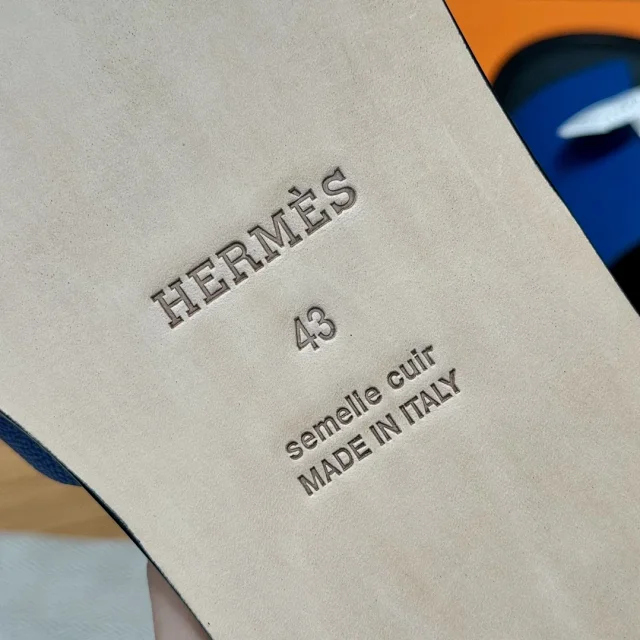 HERMÈS
43
semelle cuir
MADE IN ITALY